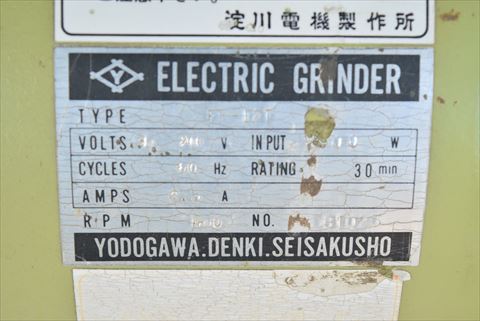 淀川電機製作所
Y ELECTRIC GRINDER
TYPE
VOLTS 200 V INPUT W
CYCLES Hz RATING 30 min
AMPS A
RPM NO.
YODOGAWA.DENKI.SEISAKUSHO